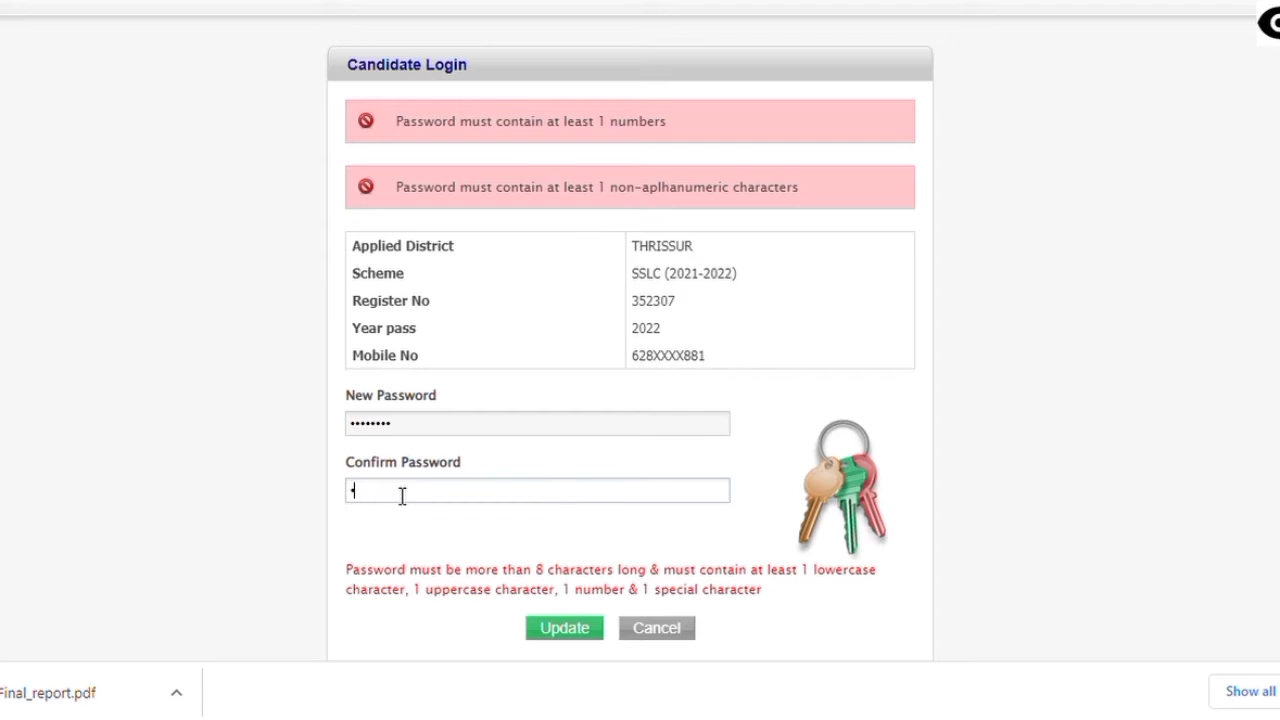 Candidate Login
Password must contain at least 1 numbers
Password must contain at least 1 non-aplhanumeric characters
Applied District THRISSUR
Scheme SSLC (2021-2022)
Register No 352307
Year pass 2022
Mobile No 628XXXX881
New Password
••••••••
Confirm Password
•
Password must be more than 8 characters long & must contain at least 1 lowercase
character, 1 uppercase character, 1 number & 1 special character
Update Cancel
Final_report.pdf Show all